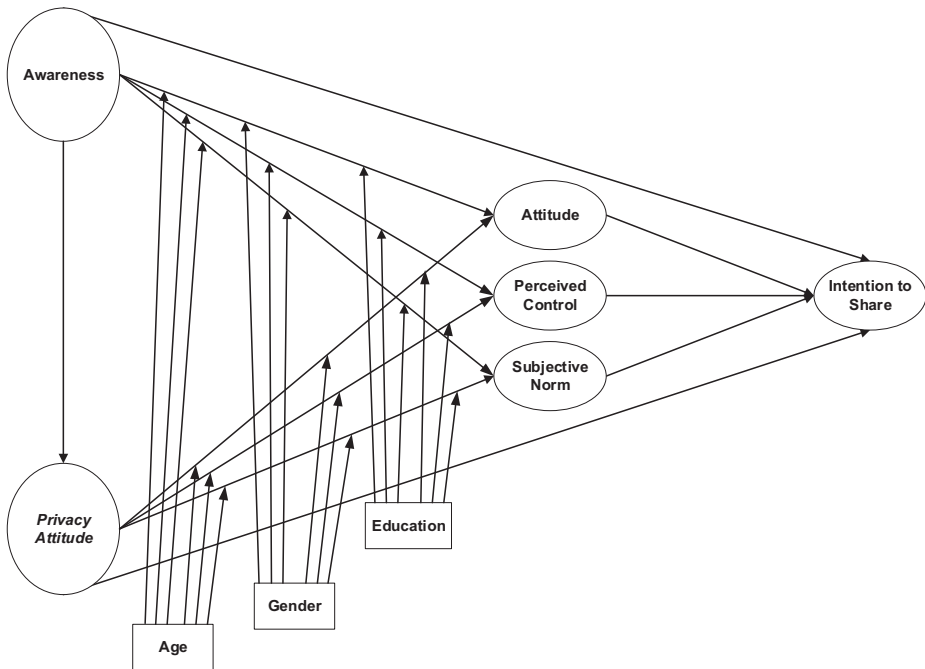 Awareness
Attitude
Perceived
Control
Intention to
Share
Subjective
Norm
Privacy
Attitude
Education
Gender
Age